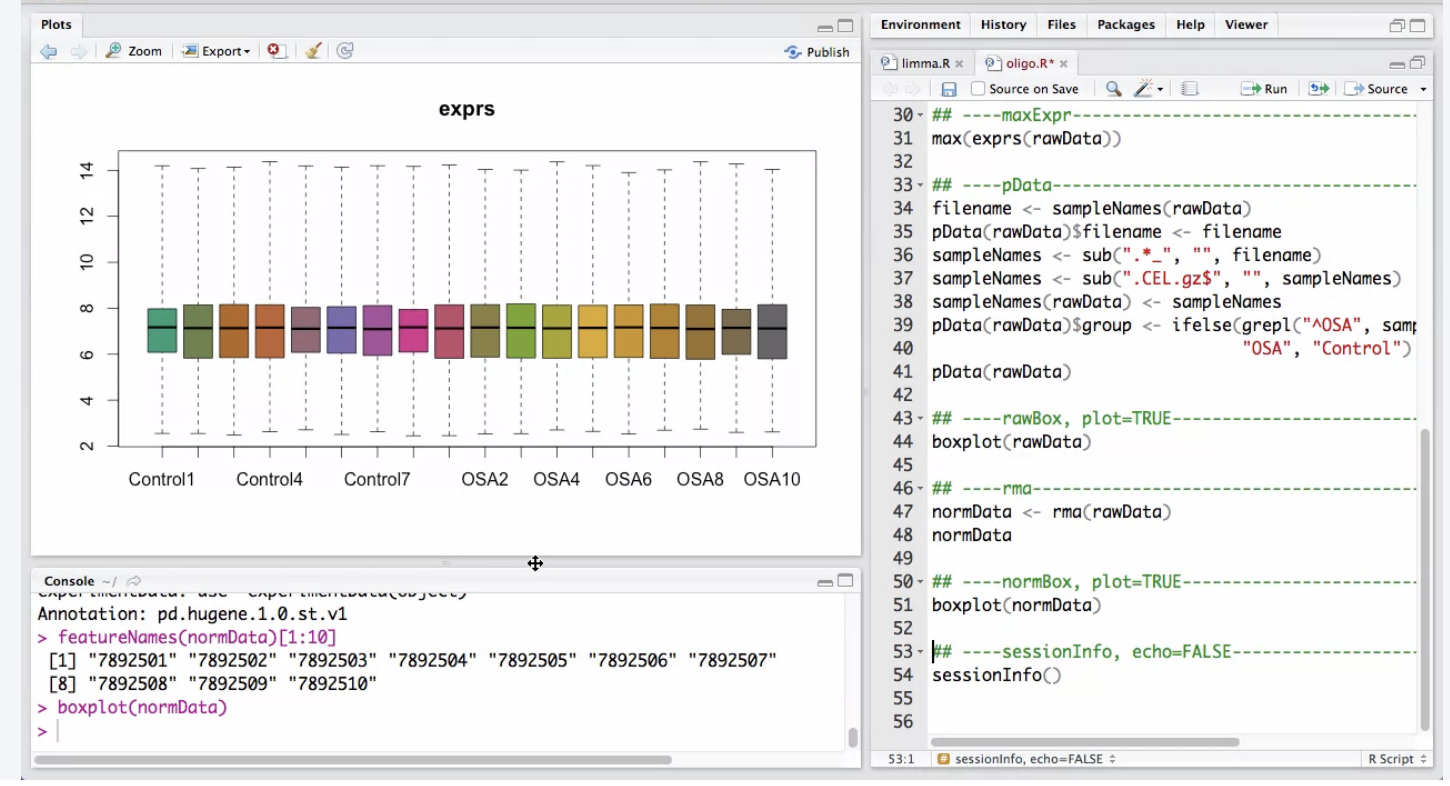 Plots
Zoom Export Publish
exprs
14
12
10
8
6
4
2
Control1 Control4 Control7 OSA2 OSA4 OSA6 OSA8 OSA10
Console ~/
Annotation: pd.hugene.1.0.st.v1
> featureNames(normData)[1:10]
[1] "7892501" "7892502" "7892503" "7892504" "7892505" "7892506" "7892507"
[8] "7892508" "7892509" "7892510"
> boxplot(normData)
>
Environment History Files Packages Help Viewer
limma.R oligo.R*
Source on Save Run Source
30 ## ----maxExpr-------------------------------------
31 max(exprs(rawData))
32
33 ## ----pData---------------------------------------
34 filename <- sampleNames(rawData)
35 pData(rawData)$filename <- filename
36 sampleNames <- sub(".*_", "", filename)
37 sampleNames <- sub(".CEL.gz$", "", sampleNames)
38 sampleNames(rawData) <- sampleNames
39 pData(rawData)$group <- ifelse(grepl("^OSA", samp
40 "OSA", "Control")
41 pData(rawData)
42
43 ## ----rawBox, plot=TRUE---------------------------
44 boxplot(rawData)
45
46 ## ----rma-----------------------------------------
47 normData <- rma(rawData)
48 normData
49
50 ## ----normBox, plot=TRUE--------------------------
51 boxplot(normData)
52
53 ## ----sessionInfo, echo=FALSE---------------------
54 sessionInfo()
55
56
53:1 # sessionInfo, echo=FALSE R Script